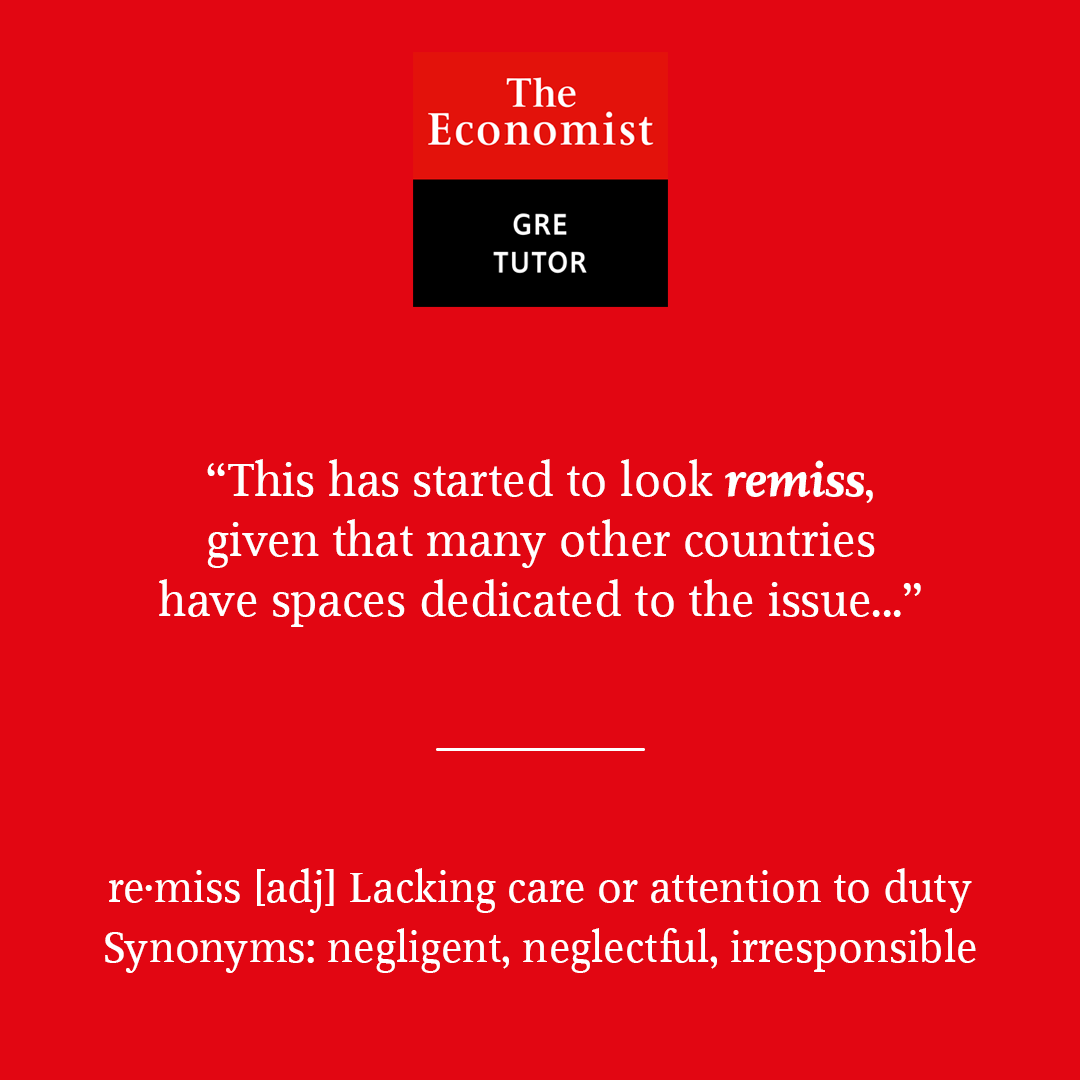 The
Economist
GRE
TUTOR
“This has started to look remiss,
given that many other countries
have spaces dedicated to the issue...”
re·miss [adj] Lacking care or attention to duty
Synonyms: negligent, neglectful, irresponsible